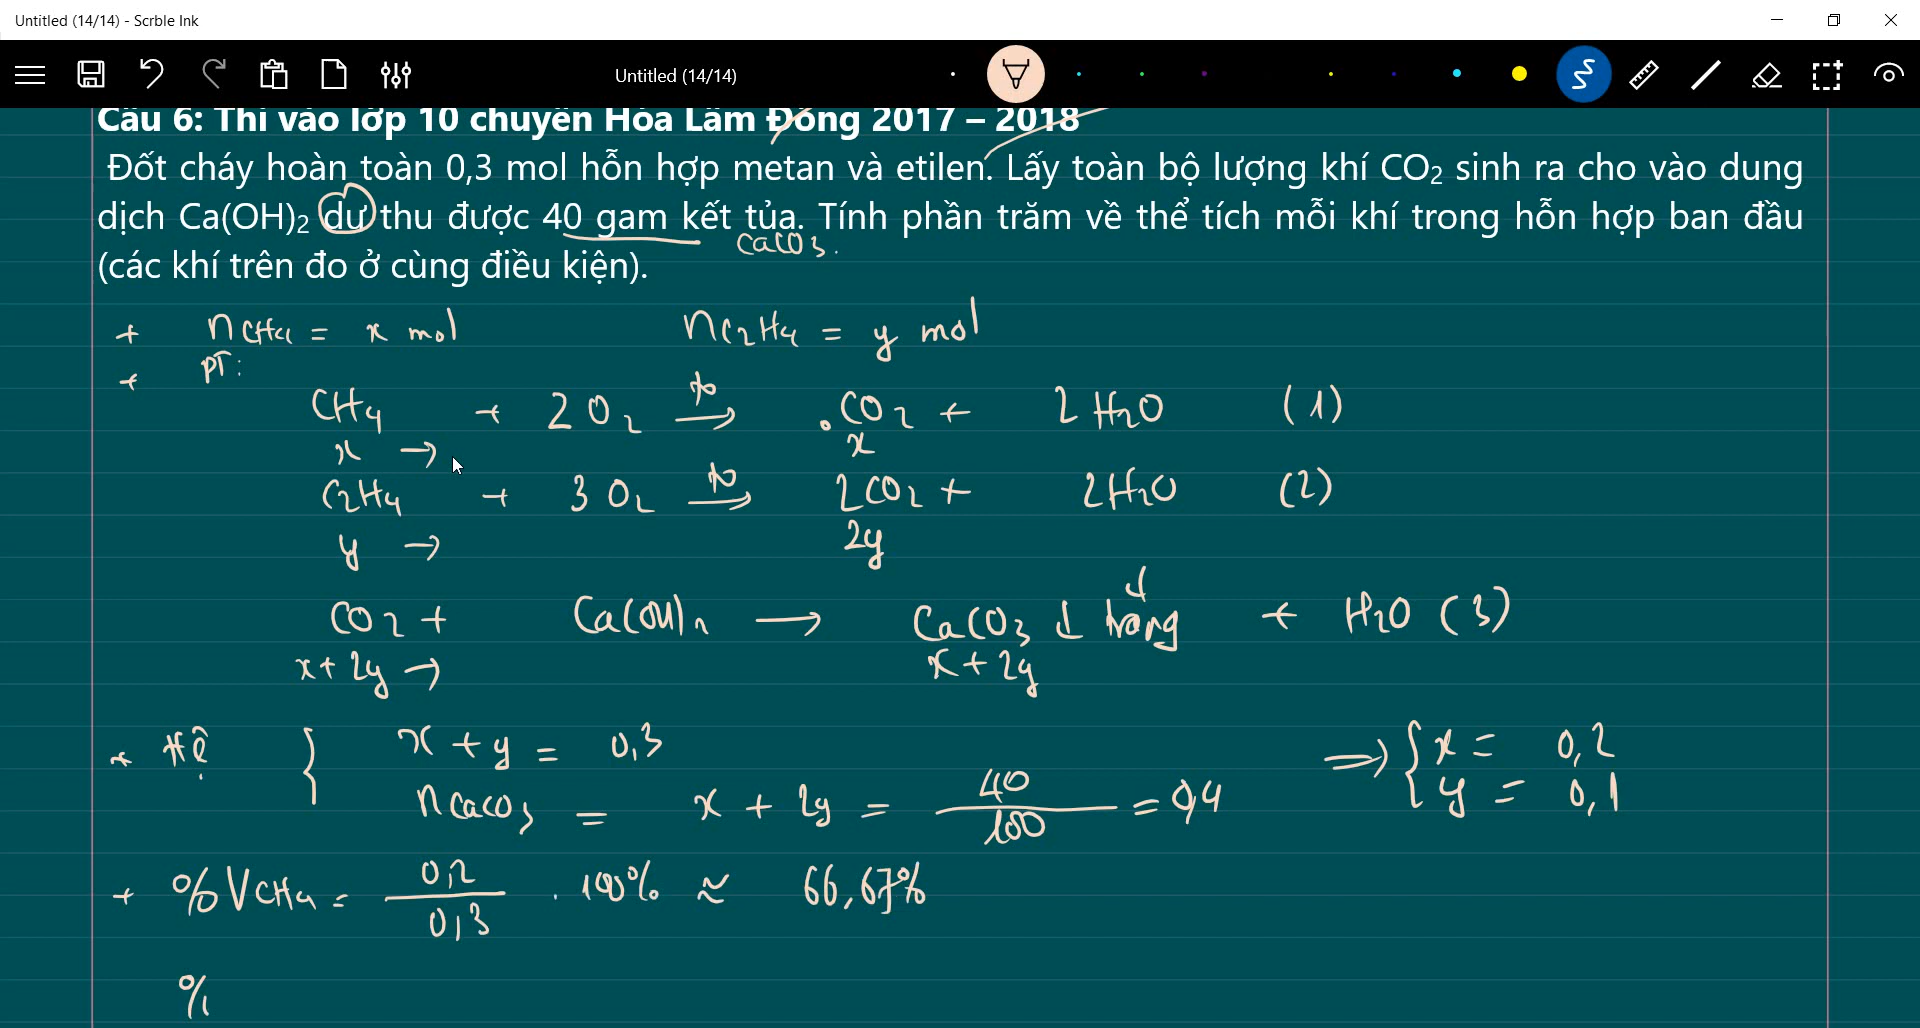 Untitled (14/14) - Scrble Ink
Untitled (14/14)
Câu 6: Thi vào lớp 10 chuyên Hóa Lâm Đồng 2017 – 2018
Đốt cháy hoàn toàn 0,3 mol hỗn hợp metan và etilen. Lấy toàn bộ lượng khí CO₂ sinh ra cho vào dung
dịch Ca(OH)₂ dư thu được 40 gam kết tủa. Tính phần trăm về thể tích mỗi khí trong hỗn hợp ban đầu
CaCO₃.
(các khí trên đo ở cùng điều kiện).
+ nCH₄ = x mol nC₂H₄ = y mol
+ PT:
CH₄ + 2O₂ t° → CO₂ + 2H₂O (1)
x → x
C₂H₄ + 3O₂ t° → 2CO₂ + 2H₂O (2)
y → 2y
CO₂ + Ca(OH)₂ → CaCO₃ ↓ trắng + H₂O (3)
x + 2y → x + 2y
+ Hệ { x + y = 0,3 ⇒ { x = 0,2
nCaCO₃ = x + 2y = 40/100 = 0,4 y = 0,1
+ %VCH₄ = 0,2/0,3 . 100% ≈ 66,67%
%